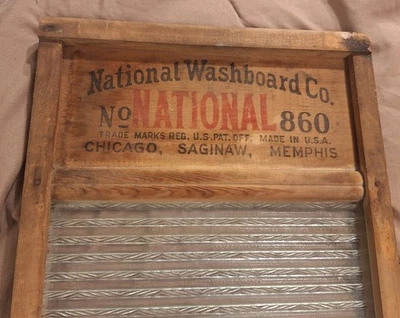 National Washboard Co.
No NATIONAL 860
TRADE MARKS REG. U.S. PAT. OFF. MADE IN U.S.A.
CHICAGO, SAGINAW, MEMPHIS